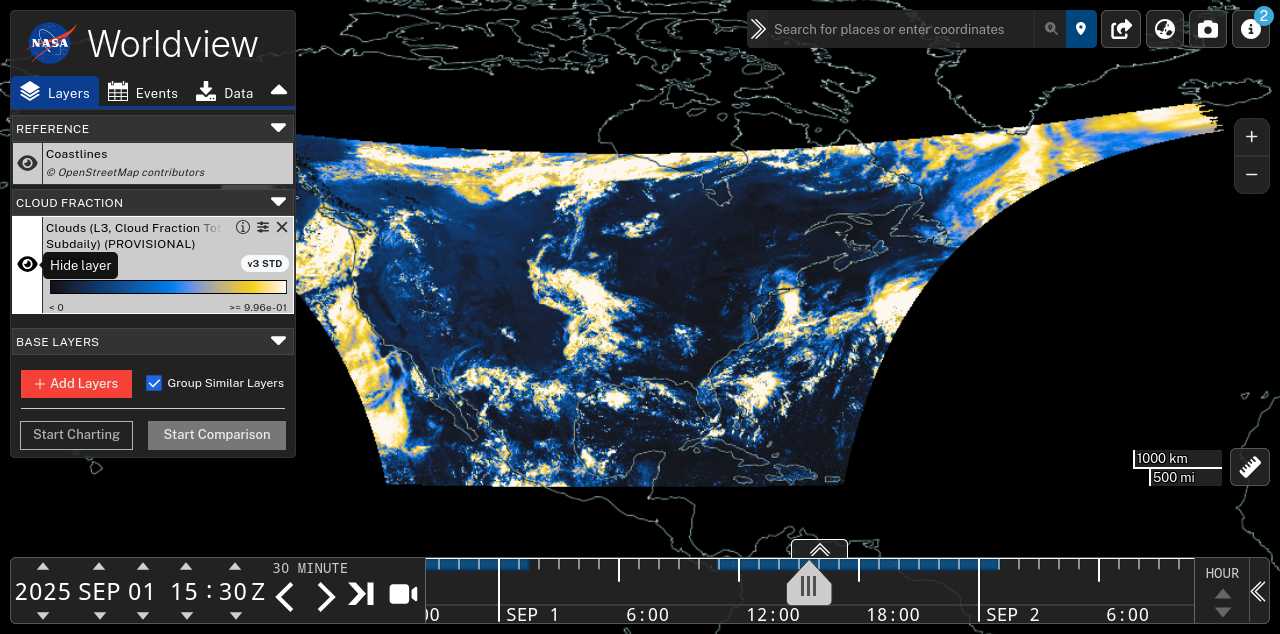 NASA Worldview
Layers Events Data
REFERENCE
Coastlines
© OpenStreetMap contributors
CLOUD FRACTION
Clouds (L3, Cloud Fraction Tot
Subdaily) (PROVISIONAL)
Hide layer
v3 STD
< 0 >= 9.96e-01
BASE LAYERS
+ Add Layers Group Similar Layers
Start Charting Start Comparison
Search for places or enter coordinates
2
+
−
1000 km
500 mi
2025 SEP 01 15 : 30 Z
30 MINUTE
00 SEP 1 6:00 12:00 18:00 SEP 2 6:00
HOUR